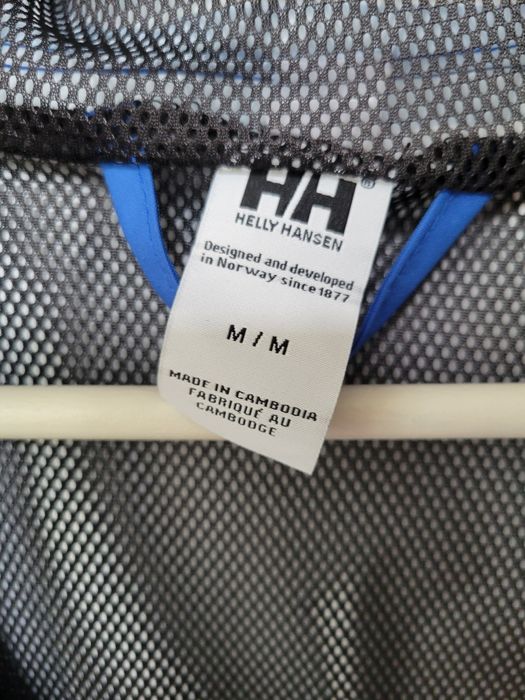 HH®
HELLY HANSEN
Designed and developed
in Norway since 1877
M / M
MADE IN CAMBODIA
FABRIQUÉ AU
CAMBODGE